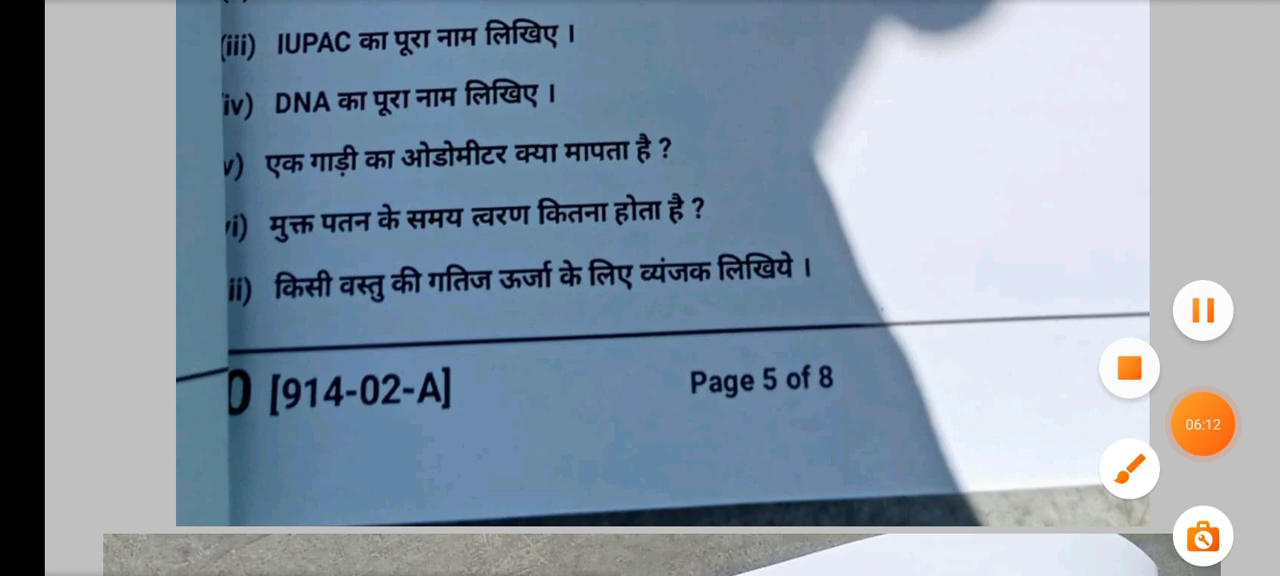 (iii) IUPAC का पूरा नाम लिखिए ।
iv) DNA का पूरा नाम लिखिए ।
v) एक गाड़ी का ओडोमीटर क्या मापता है ?
i) मुक्त पतन के समय त्वरण कितना होता है ?
ii) किसी वस्तु की गतिज ऊर्जा के लिए व्यंजक लिखिये ।
0 [914-02-A] Page 5 of 8
06:12